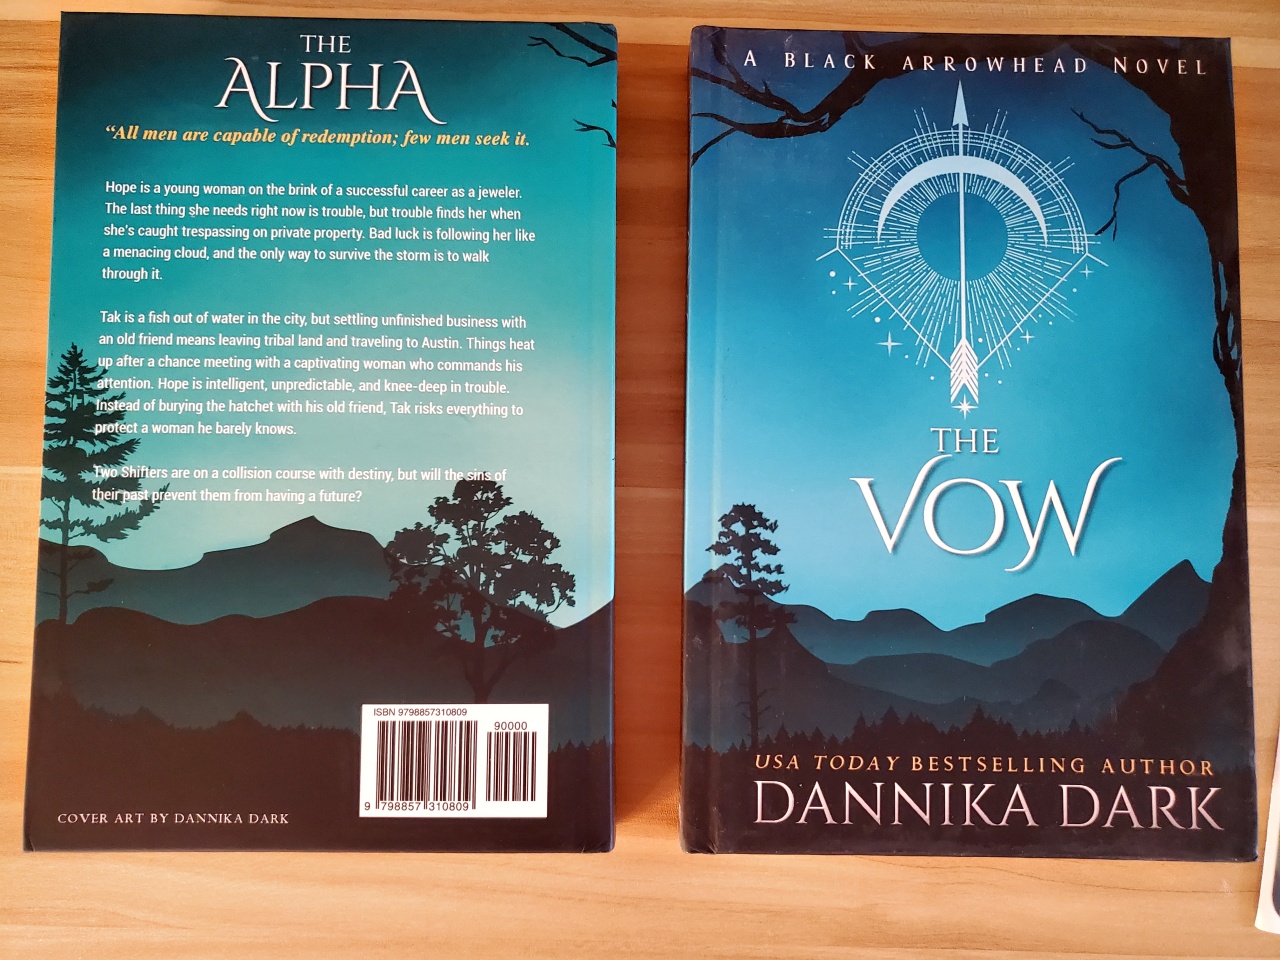 THE
ALPHA
“All men are capable of redemption; few men seek it.
Hope is a young woman on the brink of a successful career as a jeweler.
The last thing she needs right now is trouble, but trouble finds her when
she's caught trespassing on private property. Bad luck is following her like
a menacing cloud, and the only way to survive the storm is to walk
through it.
Tak is a fish out of water in the city, but settling unfinished business with
an old friend means leaving tribal land and traveling to Austin. Things heat
up after a chance meeting with a captivating woman who commands his
attention. Hope is intelligent, unpredictable, and knee-deep in trouble.
Instead of burying the hatchet with his old friend, Tak risks everything to
protect a woman he barely knows.
Two Shifters are on a collision course with destiny, but will the sins of
their past prevent them from having a future?
ISBN 9798857310809
90000
9 798857 310809
COVER ART BY DANNIKA DARK
A BLACK ARROWHEAD NOVEL
THE
VOW
USA TODAY BESTSELLING AUTHOR
DANNIKA DARK